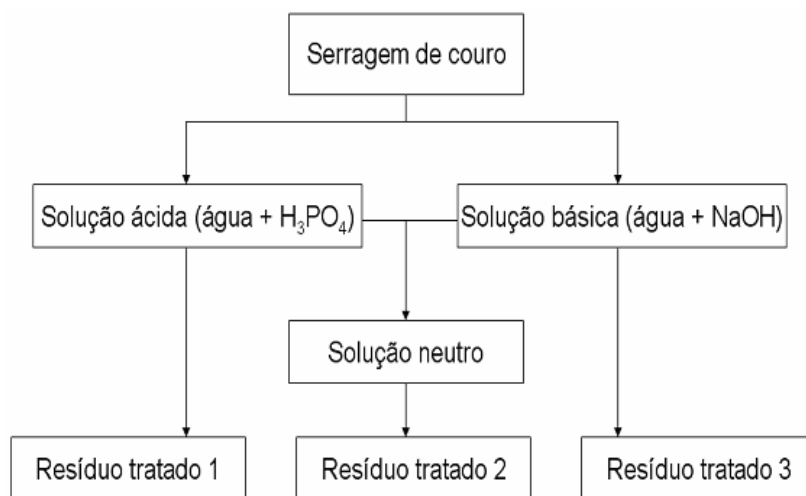 Serragem de couro
Solução ácida (água + H₃PO₄)
Solução básica (água + NaOH)
Solução neutro
Resíduo tratado 1
Resíduo tratado 2
Resíduo tratado 3